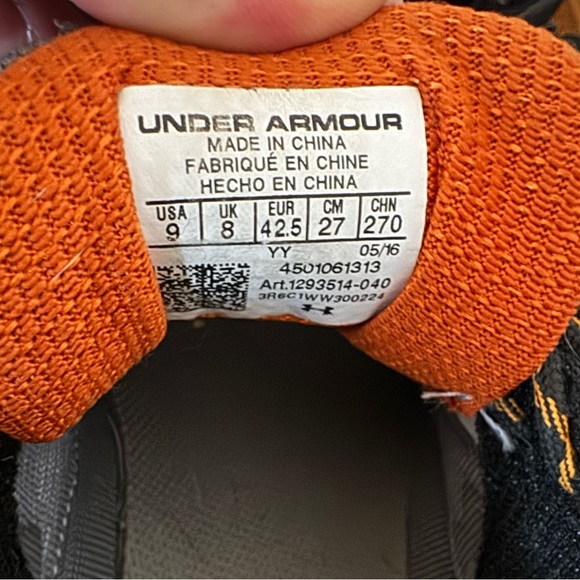 UNDER ARMOUR
MADE IN CHINA
FABRIQUÉ EN CHINE
HECHO EN CHINA
USA UK EUR CM CHN
9 8 42.5 27 270
YY 05/16
4501061313
Art.1293514-040
3R6C1WW300224